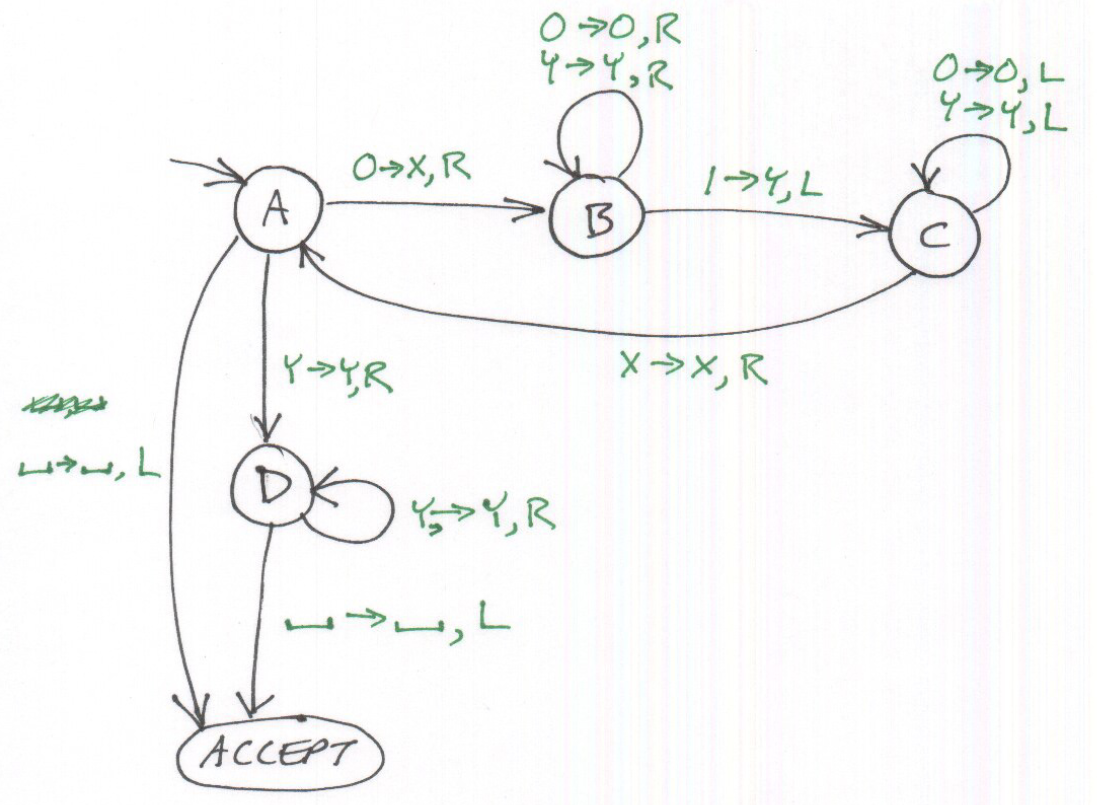 0→0,R
Y→Y,R
0→0,L
Y→Y,L
0→X,R
1→Y,L
A
B
C
X→X,R
Y→Y,R
␣→␣,L
D
Y→Y,R
␣→␣,L
ACCEPT